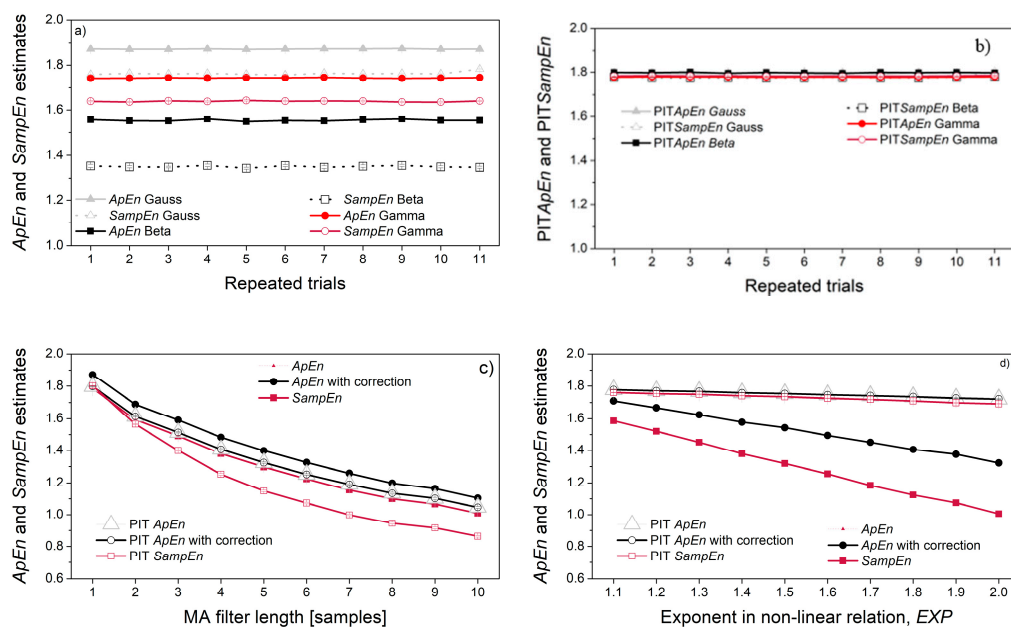 a)
2.0
1.8
1.6
1.4
1.2
1.0
ApEn and SampEn estimates
ApEn Gauss
SampEn Gauss
ApEn Beta
SampEn Beta
ApEn Gamma
SampEn Gamma
1 2 3 4 5 6 7 8 9 10 11
Repeated trials
b)
2.0
1.8
1.6
1.4
1.2
1.0
PITApEn and PITSampEn
PITApEn Gauss
PITSampEn Gauss
PITApEn Beta
PITSampEn Beta
PITApEn Gamma
PITSampEn Gamma
1 2 3 4 5 6 7 8 9 10 11
Repeated trials
c)
2.0
1.8
1.6
1.4
1.2
1.0
0.8
0.6
ApEn and SampEn estimates
ApEn
ApEn with correction
SampEn
PIT ApEn
PIT ApEn with correction
PIT SampEn
1 2 3 4 5 6 7 8 9 10
MA filter length [samples]
d)
2.0
1.8
1.6
1.4
1.2
1.0
0.8
0.6
ApEn and SampEn estimates
PIT ApEn
PIT ApEn with correction
PIT SampEn
ApEn
ApEn with correction
SampEn
1.1 1.2 1.3 1.4 1.5 1.6 1.7 1.8 1.9 2.0
Exponent in non-linear relation, EXP